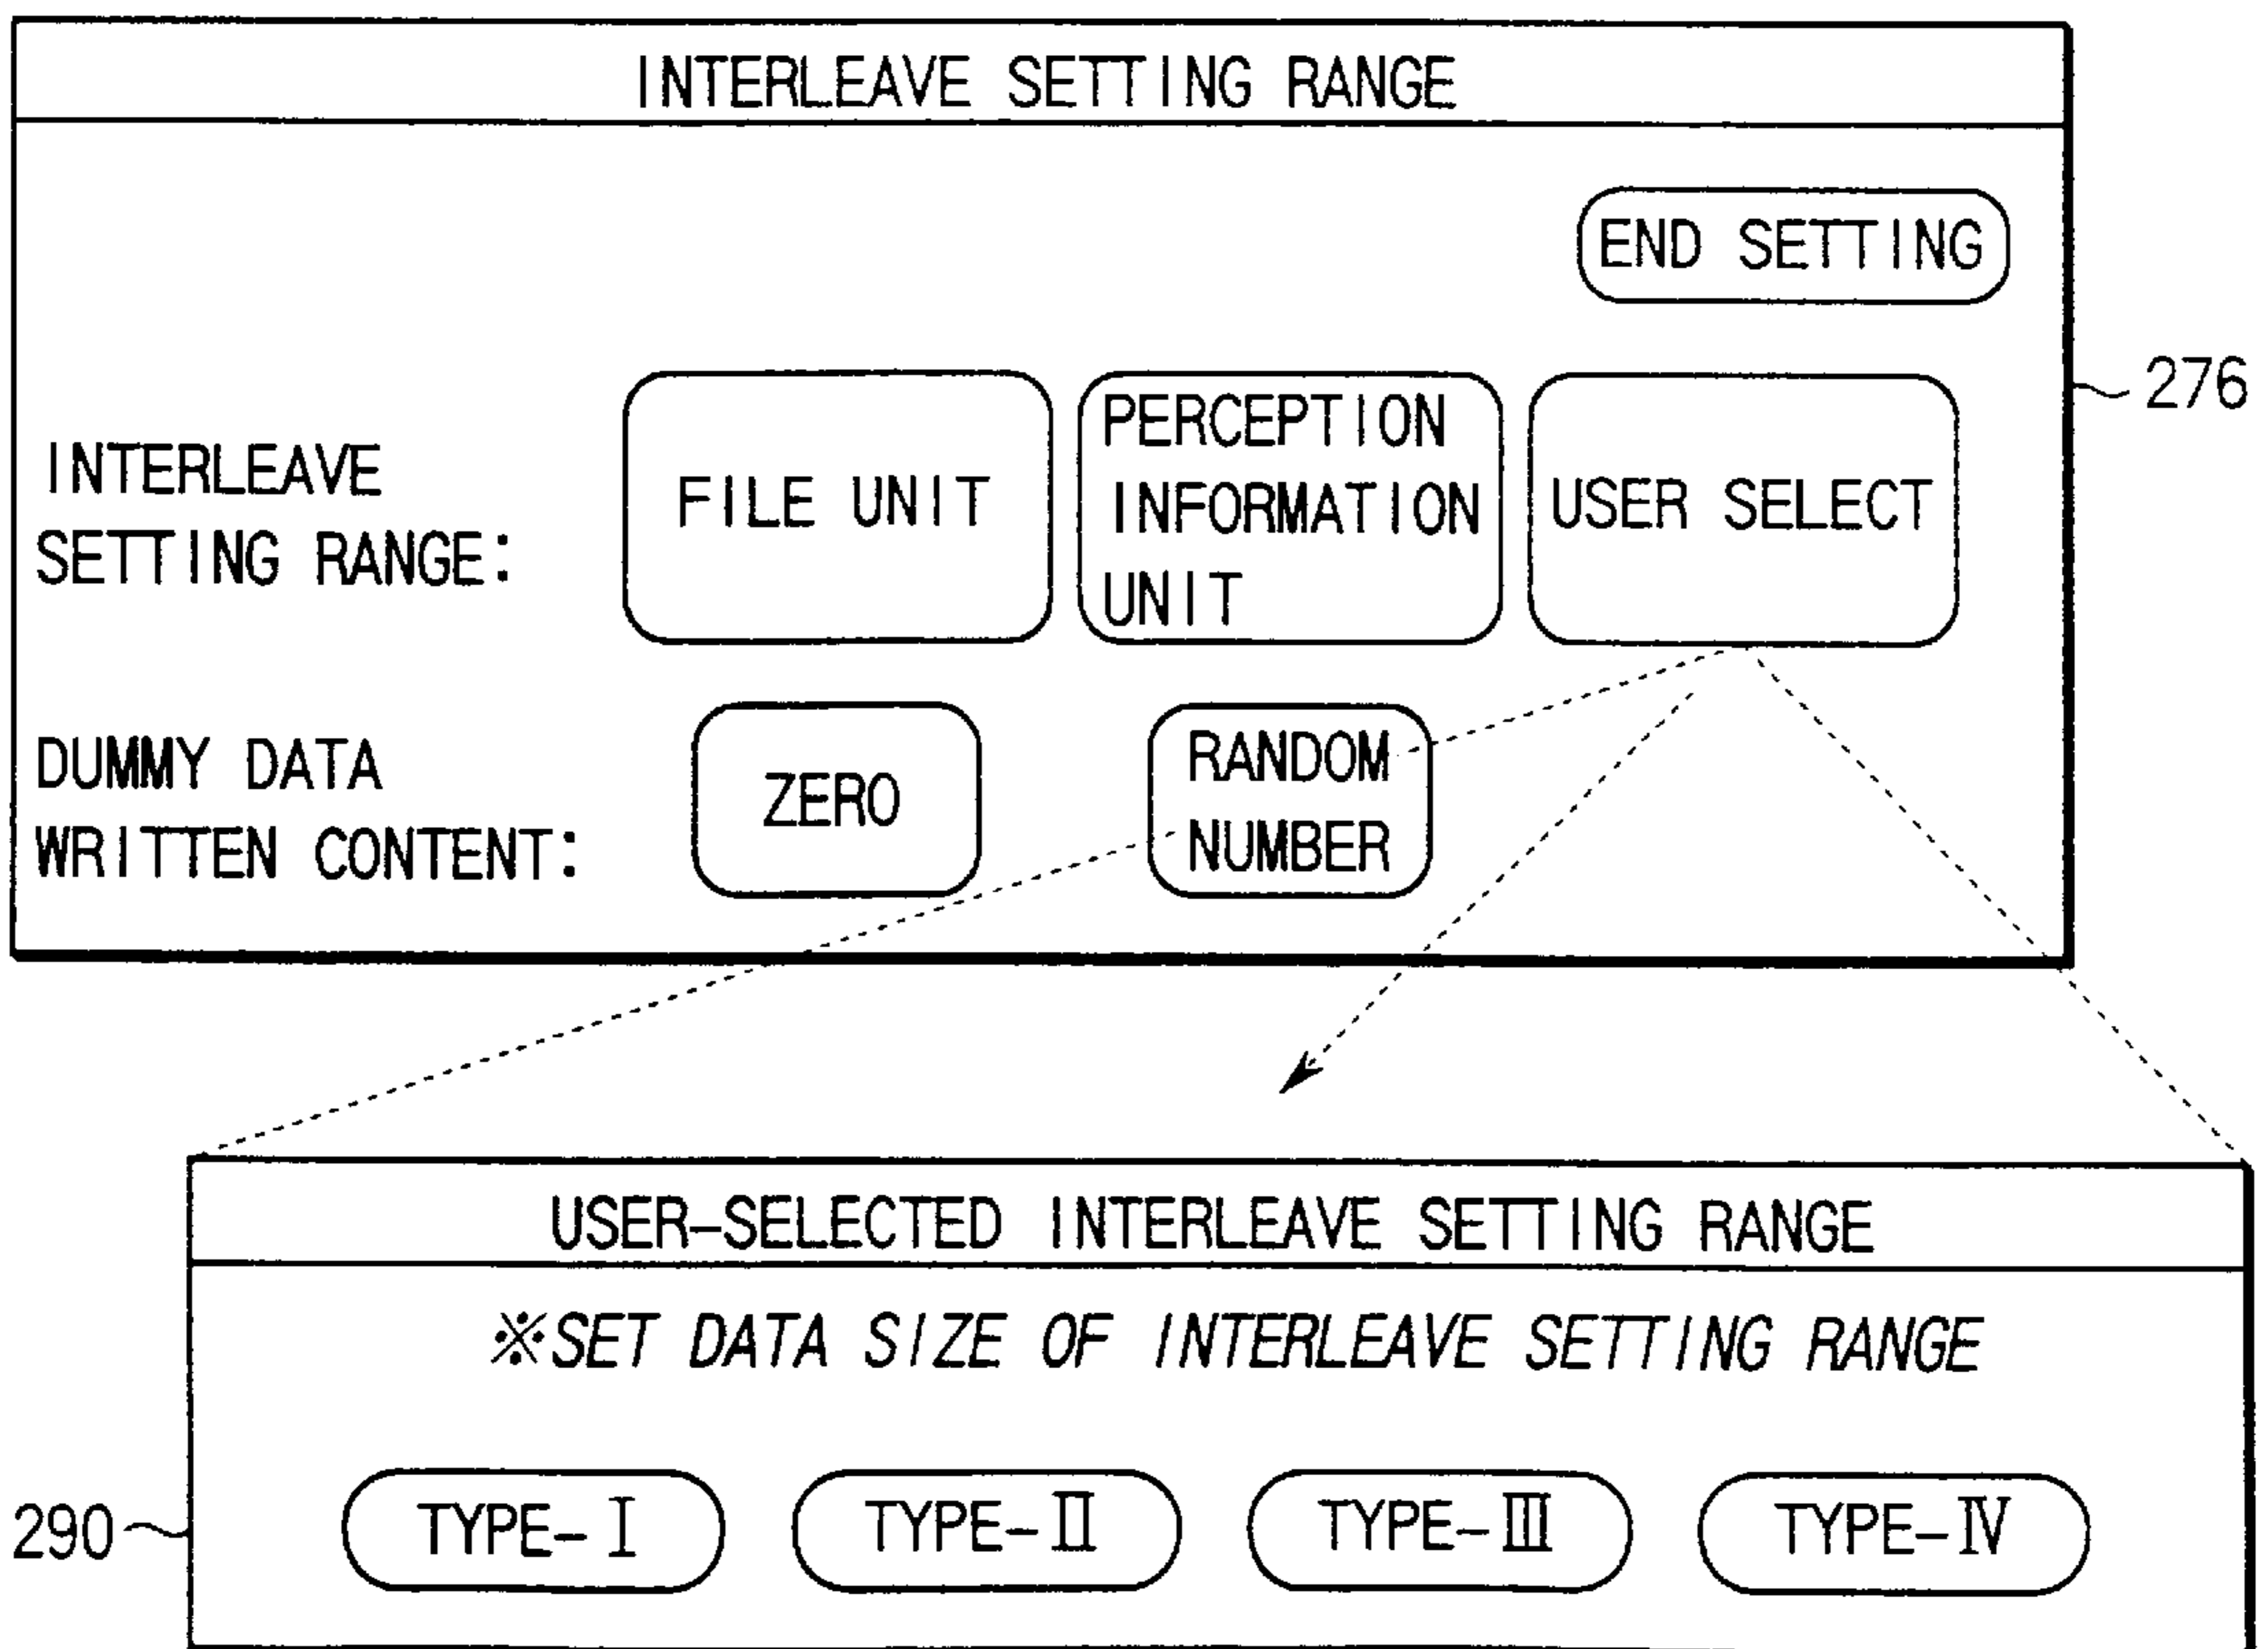 INTERLEAVE SETTING RANGE
END SETTING
276
INTERLEAVE
SETTING RANGE:
FILE UNIT
PERCEPTION
INFORMATION
UNIT
USER SELECT
DUMMY DATA
WRITTEN CONTENT:
ZERO
RANDOM
NUMBER
USER-SELECTED INTERLEAVE SETTING RANGE
※SET DATA SIZE OF INTERLEAVE SETTING RANGE
290
TYPE-I
TYPE-II
TYPE-III
TYPE-IV